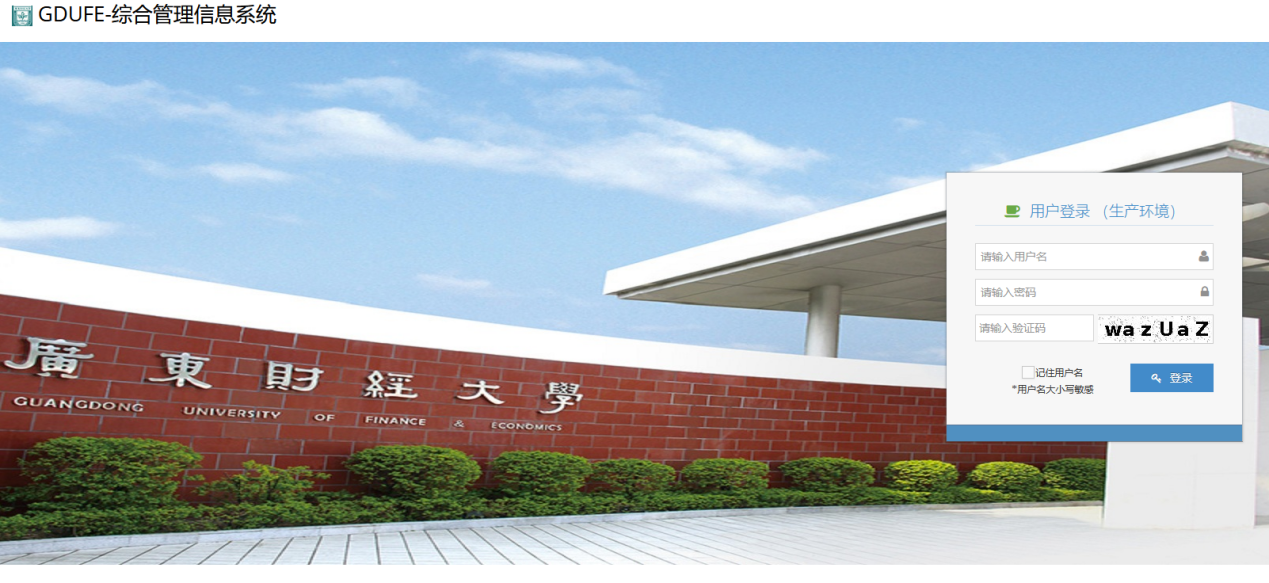 GDUFE-综合管理信息系统
廣東財經大學
GUANGDONG UNIVERSITY OF FINANCE & ECONOMICS
用户登录 （生产环境）
请输入用户名
请输入密码
请输入验证码
wazUaZ
记住用户名
*用户名大小写敏感
登录